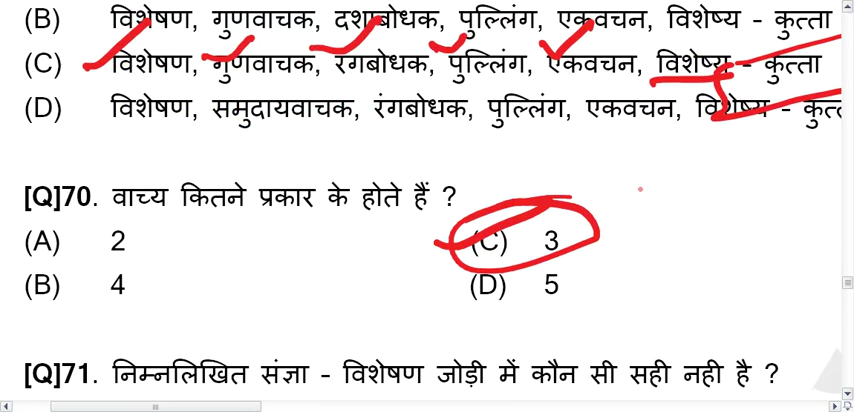 (B) विशेषण, गुणवाचक, दशाबोधक, पुल्लिंग, एकवचन, विशेष्य - कुत्ता
(C) विशेषण, गुणवाचक, रंगबोधक, पुल्लिंग, एकवचन, विशेष्य - कुत्ता
(D) विशेषण, समुदायवाचक, रंगबोधक, पुल्लिंग, एकवचन, विशेष्य -
[Q]70. वाच्य कितने प्रकार के होते हैं ?
(A) 2 (C) 3
(B) 4 (D) 5
[Q]71. निम्नलिखित संज्ञा - विशेषण जोड़ी में कौन सी सही नही है ?